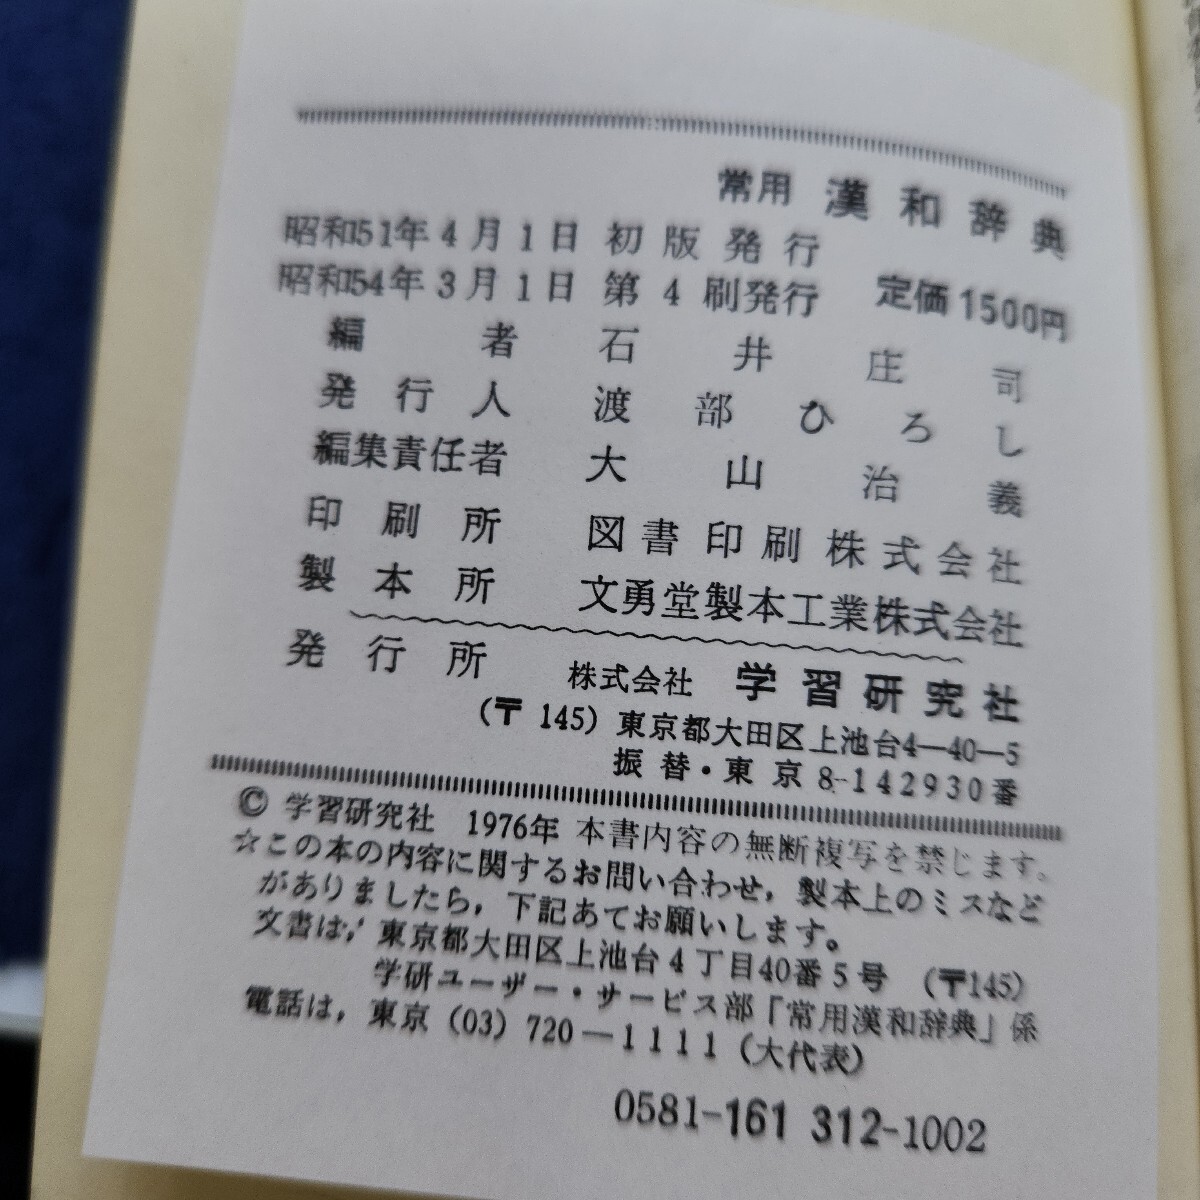 常用 漢和辞典
昭和51年4月1日 初版発行
昭和54年3月1日 第4刷発行 定価1500円
編者 石井庄司
発行人 渡部ひろし
編集責任者 大山治義
印刷所 図書印刷株式会社
製本所 文勇堂製本工業株式会社
発行所 株式会社 学習研究社
(〒145) 東京都大田区上池台4—40—5
振替・東京8-142930番
© 学習研究社 1976年 本書内容の無断複写を禁じます。
☆この本の内容に関するお問い合わせ，製本上のミスなど
がありましたら，下記あてお願いします。
文書は，東京都大田区上池台4丁目40番5号 (〒145)
学研ユーザー・サービス部「常用漢和辞典」係
電話は，東京 (03) 720—1111 (大代表)
0581-161 312-1002